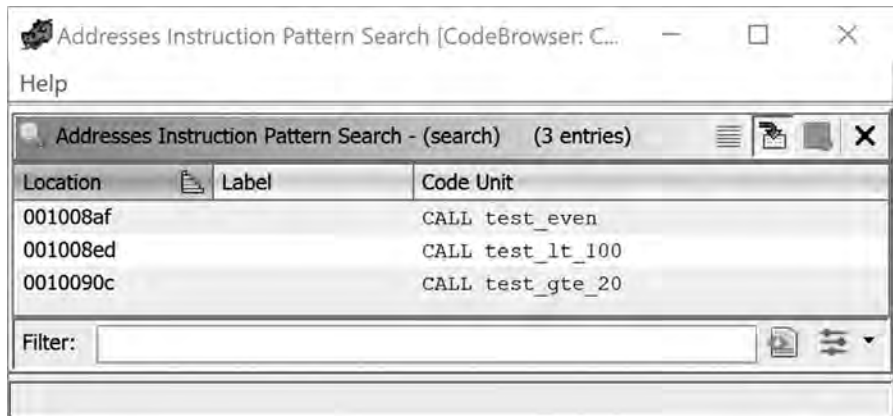 Addresses Instruction Pattern Search [CodeBrowser: C...
Help
Addresses Instruction Pattern Search - (search) (3 entries)
Location Label Code Unit
001008af CALL test_even
001008ed CALL test_lt_100
0010090c CALL test_gte_20
Filter: